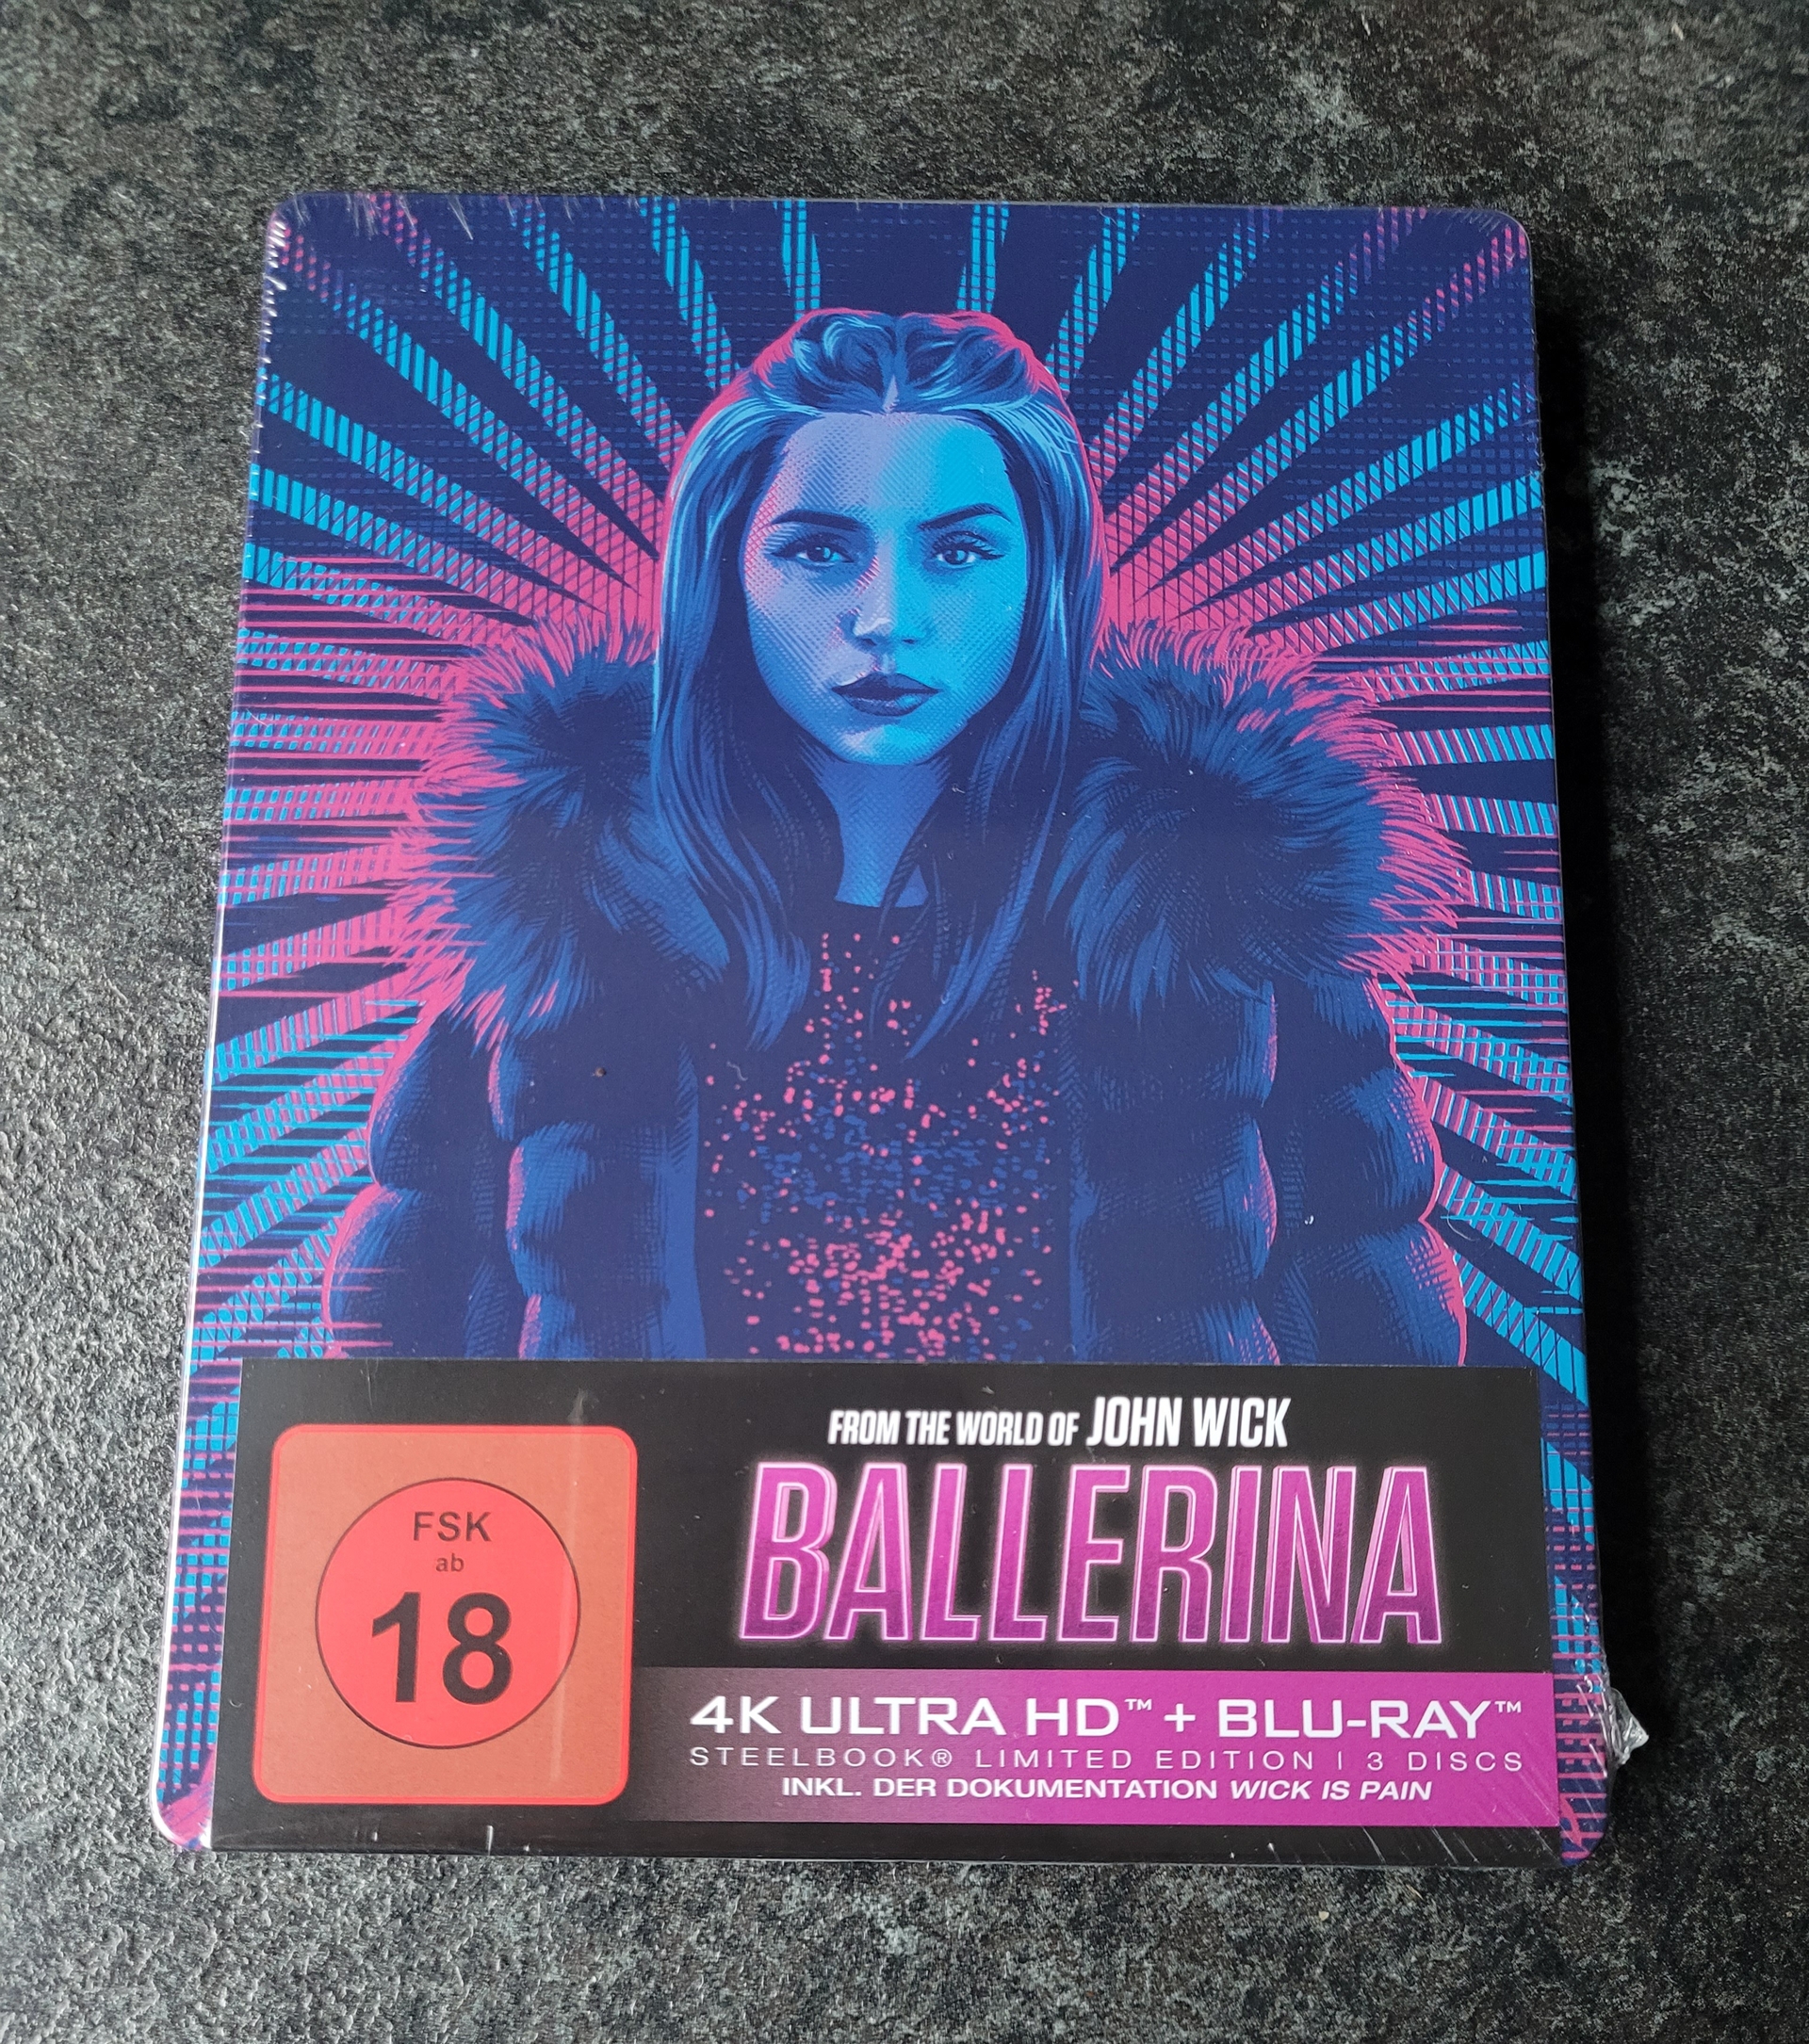 FROM THE WORLD OF JOHN WICK
BALLERINA
FSK
ab
18
4K ULTRA HD™ + BLU-RAY™
STEELBOOK® LIMITED EDITION | 3 DISCS
INKL. DER DOKUMENTATION WICK IS PAIN